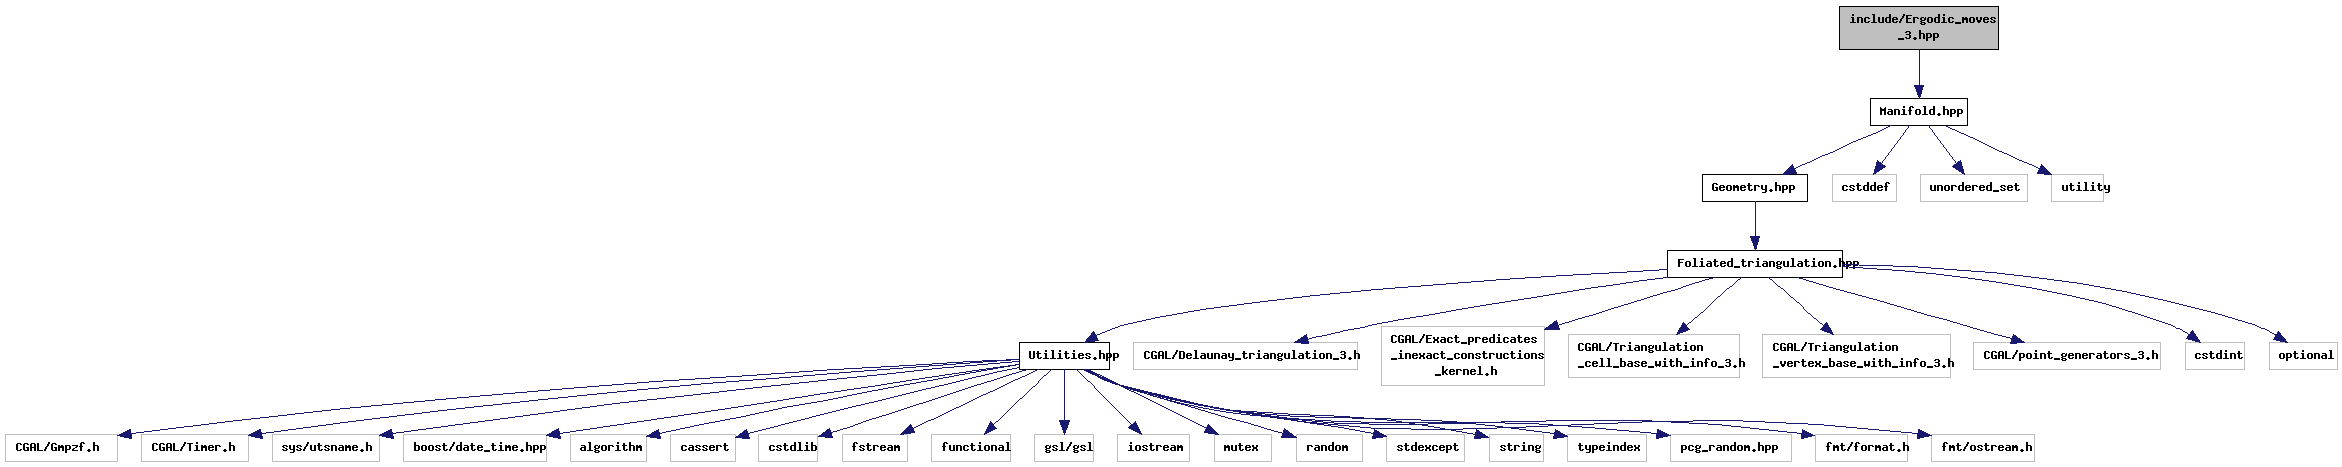 include/Ergodic_moves
_3.hpp
Manifold.hpp
Geometry.hpp
cstddef
unordered_set
utility
Foliated_triangulation.hpp
Utilities.hpp
CGAL/Delaunay_triangulation_3.h
CGAL/Exact_predicates
_inexact_constructions
_kernel.h
CGAL/Triangulation
_cell_base_with_info_3.h
CGAL/Triangulation
_vertex_base_with_info_3.h
CGAL/point_generators_3.h
cstdint
optional
CGAL/Gmpzf.h
CGAL/Timer.h
sys/utsname.h
boost/date_time.hpp
algorithm
cassert
cstdlib
fstream
functional
gsl/gsl
iostream
mutex
random
stdexcept
string
typeindex
pcg_random.hpp
fmt/format.h
fmt/ostream.h